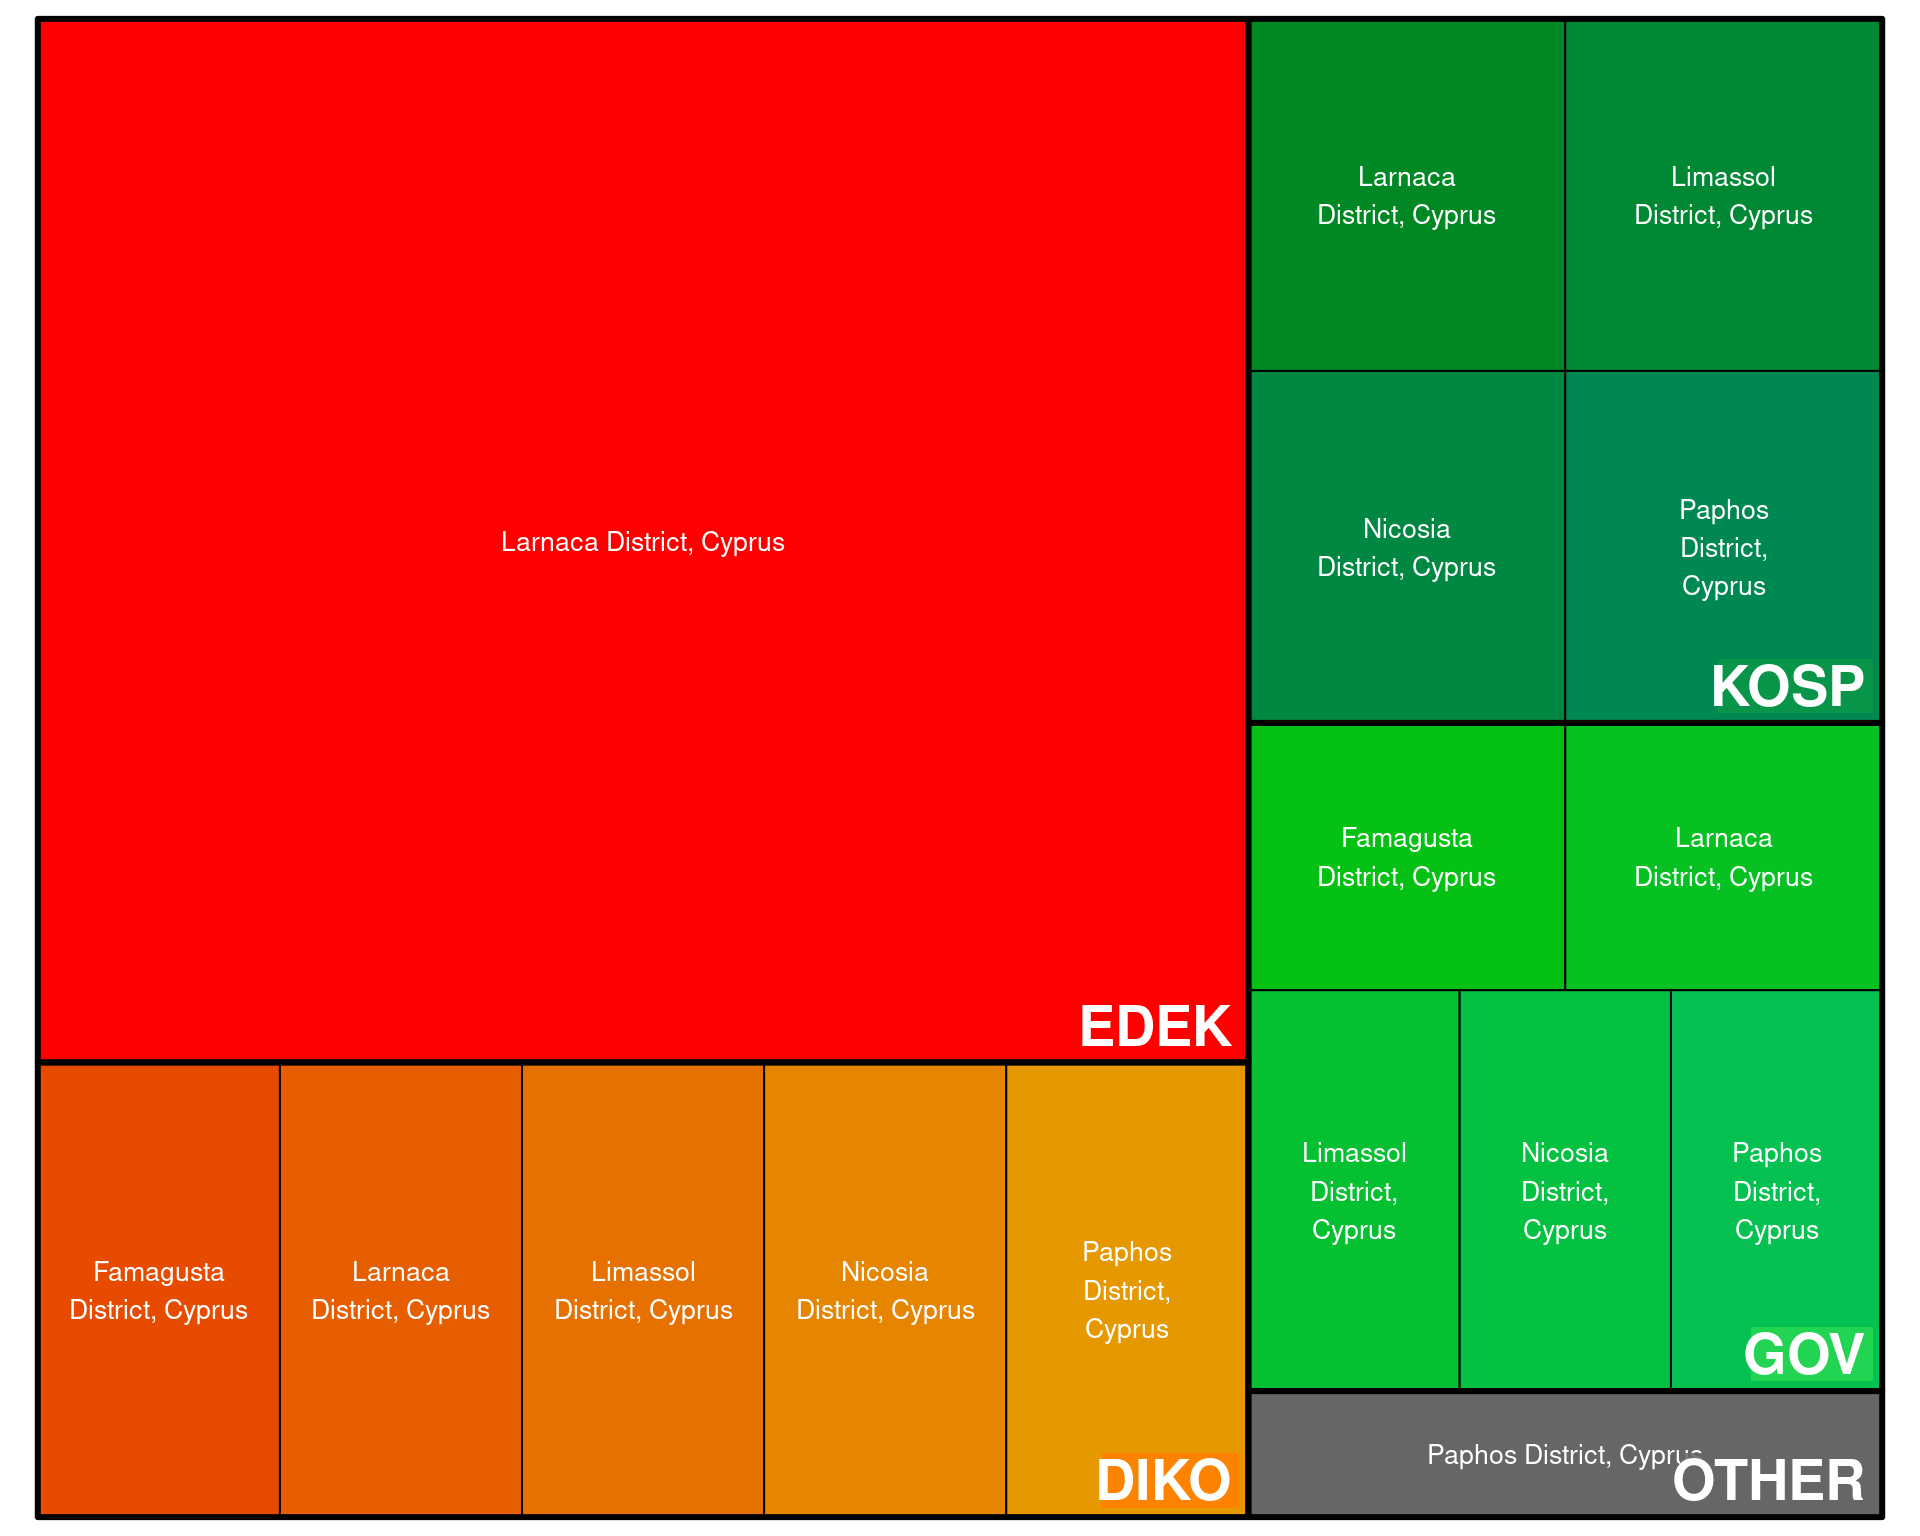 Larnaca District, Cyprus
EDEK
Famagusta
District, Cyprus
Larnaca
District, Cyprus
Limassol
District, Cyprus
Nicosia
District, Cyprus
Paphos
District,
Cyprus
DIKO
Larnaca
District, Cyprus
Limassol
District, Cyprus
Nicosia
District, Cyprus
Paphos
District,
Cyprus
KOSP
Famagusta
District, Cyprus
Larnaca
District, Cyprus
Limassol
District,
Cyprus
Nicosia
District,
Cyprus
Paphos
District,
Cyprus
GOV
Paphos District, Cyprus
OTHER